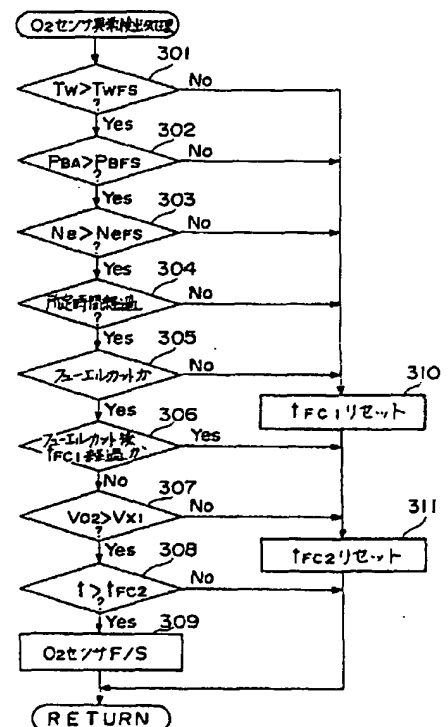 O2センサ異常検出処理
301
TW>TWFS
?
No
Yes
302
PBA>PBFS
?
No
Yes
303
Ne>NeFS
?
No
Yes
304
所定時間経過
?
No
Yes
305
フューエルカットか
No
Yes
310
tFC1リセット
306
フューエルカット後
tFC1経過か
Yes
No
307
VO2>VX1
?
No
Yes
311
tFC2リセット
308
t>tFC2
?
No
Yes
309
O2センサF/S
RETURN